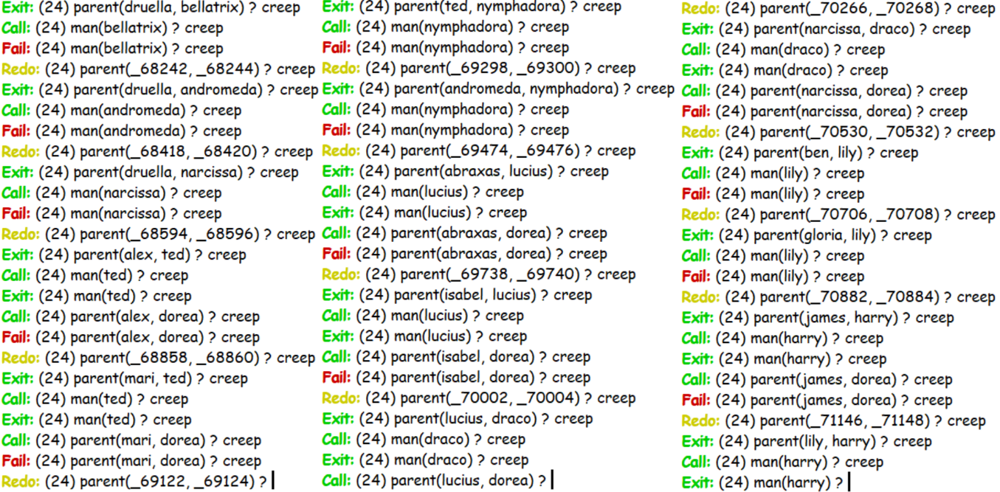 Exit: (24) parent(druella, bellatrix) ? creep
Call: (24) man(bellatrix) ? creep
Fail: (24) man(bellatrix) ? creep
Redo: (24) parent(_68242, _68244) ? creep
Exit: (24) parent(druella, andromeda) ? creep
Call: (24) man(andromeda) ? creep
Fail: (24) man(andromeda) ? creep
Redo: (24) parent(_68418, _68420) ? creep
Exit: (24) parent(druella, narcissa) ? creep
Call: (24) man(narcissa) ? creep
Fail: (24) man(narcissa) ? creep
Redo: (24) parent(_68594, _68596) ? creep
Exit: (24) parent(alex, ted) ? creep
Call: (24) man(ted) ? creep
Exit: (24) man(ted) ? creep
Call: (24) parent(alex, dorea) ? creep
Fail: (24) parent(alex, dorea) ? creep
Redo: (24) parent(_68858, _68860) ? creep
Exit: (24) parent(mari, ted) ? creep
Call: (24) man(ted) ? creep
Exit: (24) man(ted) ? creep
Call: (24) parent(mari, dorea) ? creep
Fail: (24) parent(mari, dorea) ? creep
Redo: (24) parent(_69122, _69124) ?
Exit: (24) parent(ted, nymphadora) ? creep
Call: (24) man(nymphadora) ? creep
Fail: (24) man(nymphadora) ? creep
Redo: (24) parent(_69298, _69300) ? creep
Exit: (24) parent(andromeda, nymphadora) ? creep
Call: (24) man(nymphadora) ? creep
Fail: (24) man(nymphadora) ? creep
Redo: (24) parent(_69474, _69476) ? creep
Exit: (24) parent(abraxas, lucius) ? creep
Call: (24) man(lucius) ? creep
Exit: (24) man(lucius) ? creep
Call: (24) parent(abraxas, dorea) ? creep
Fail: (24) parent(abraxas, dorea) ? creep
Redo: (24) parent(_69738, _69740) ? creep
Exit: (24) parent(isabel, lucius) ? creep
Call: (24) man(lucius) ? creep
Exit: (24) man(lucius) ? creep
Call: (24) parent(isabel, dorea) ? creep
Fail: (24) parent(isabel, dorea) ? creep
Redo: (24) parent(_70002, _70004) ? creep
Exit: (24) parent(lucius, draco) ? creep
Call: (24) man(draco) ? creep
Exit: (24) man(draco) ? creep
Call: (24) parent(lucius, dorea) ?
Redo: (24) parent(_70266, _70268) ? creep
Exit: (24) parent(narcissa, draco) ? creep
Call: (24) man(draco) ? creep
Exit: (24) man(draco) ? creep
Call: (24) parent(narcissa, dorea) ? creep
Fail: (24) parent(narcissa, dorea) ? creep
Redo: (24) parent(_70530, _70532) ? creep
Exit: (24) parent(ben, lily) ? creep
Call: (24) man(lily) ? creep
Fail: (24) man(lily) ? creep
Redo: (24) parent(_70706, _70708) ? creep
Exit: (24) parent(gloria, lily) ? creep
Call: (24) man(lily) ? creep
Fail: (24) man(lily) ? creep
Redo: (24) parent(_70882, _70884) ? creep
Exit: (24) parent(james, harry) ? creep
Call: (24) man(harry) ? creep
Exit: (24) man(harry) ? creep
Call: (24) parent(james, dorea) ? creep
Fail: (24) parent(james, dorea) ? creep
Redo: (24) parent(_71146, _71148) ? creep
Exit: (24) parent(lily, harry) ? creep
Call: (24) man(harry) ? creep
Exit: (24) man(harry) ?